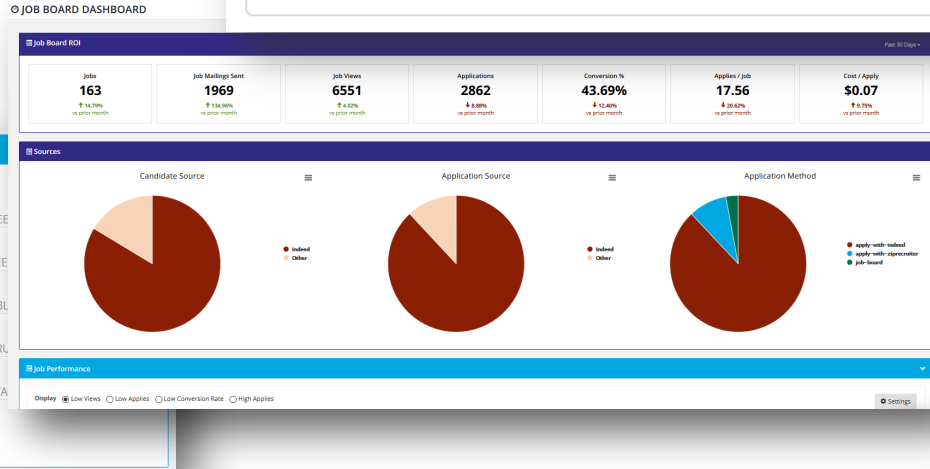 JOB BOARD DASHBOARD
Job Board ROI
Past 30 Days
Jobs
163
14.79%
vs prior month
Job Mailings Sent
1969
134.96%
vs prior month
Job Views
6551
4.02%
vs prior month
Applications
2862
8.88%
vs prior month
Conversion %
43.69%
12.40%
vs prior month
Applies / Job
17.56
20.62%
vs prior month
Cost / Apply
$0.07
9.75%
vs prior month
Sources
Candidate Source
Indeed
Other
Application Source
Indeed
Other
Application Method
apply-with-indeed
apply-with-ziprecruiter
job-board
Job Performance
Display Low Views Low Applies Low Conversion Rate High Applies
Settings